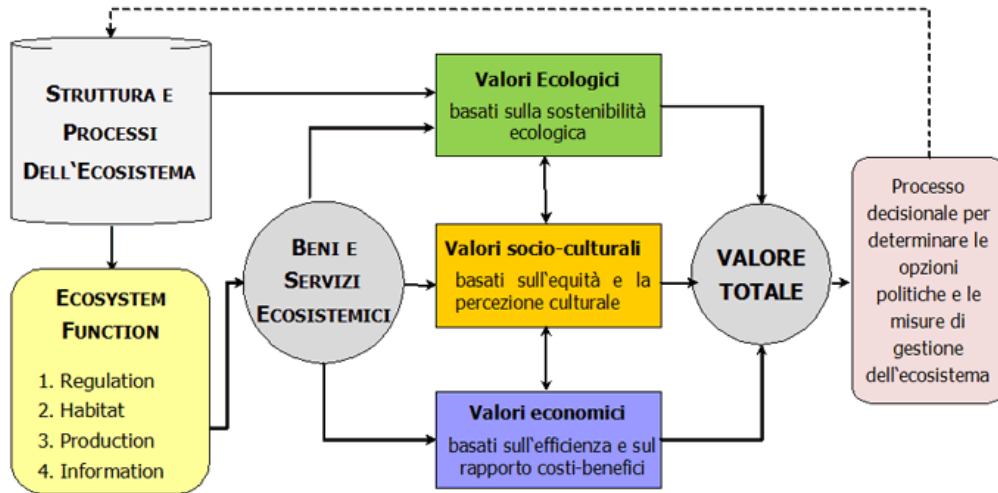 STRUTTURA E
PROCESSI
DELL'ECOSISTEMA
ECOSYSTEM
FUNCTION
1. Regulation
2. Habitat
3. Production
4. Information
BENI E
SERVIZI
ECOSISTEMICI
Valori Ecologici
basati sulla sostenibilità
ecologica
Valori socio-culturali
basati sull'equità e la
percezione culturale
Valori economici
basati sull'efficienza e sul
rapporto costi-benefici
VALORE
TOTALE
Processo
decisionale per
determinare le
opzioni
politiche e le
misure di
gestione
dell'ecosistema